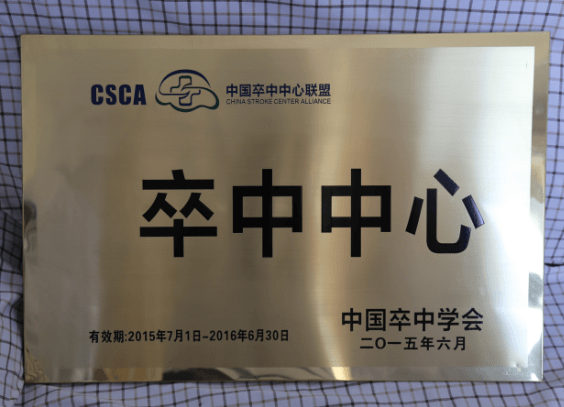 CSCA 中国卒中中心联盟
CHINA STROKE CENTER ALLIANCE
卒中中心
中国卒中学会
有效期:2015年7月1日-2016年6月30日
二〇一五年六月